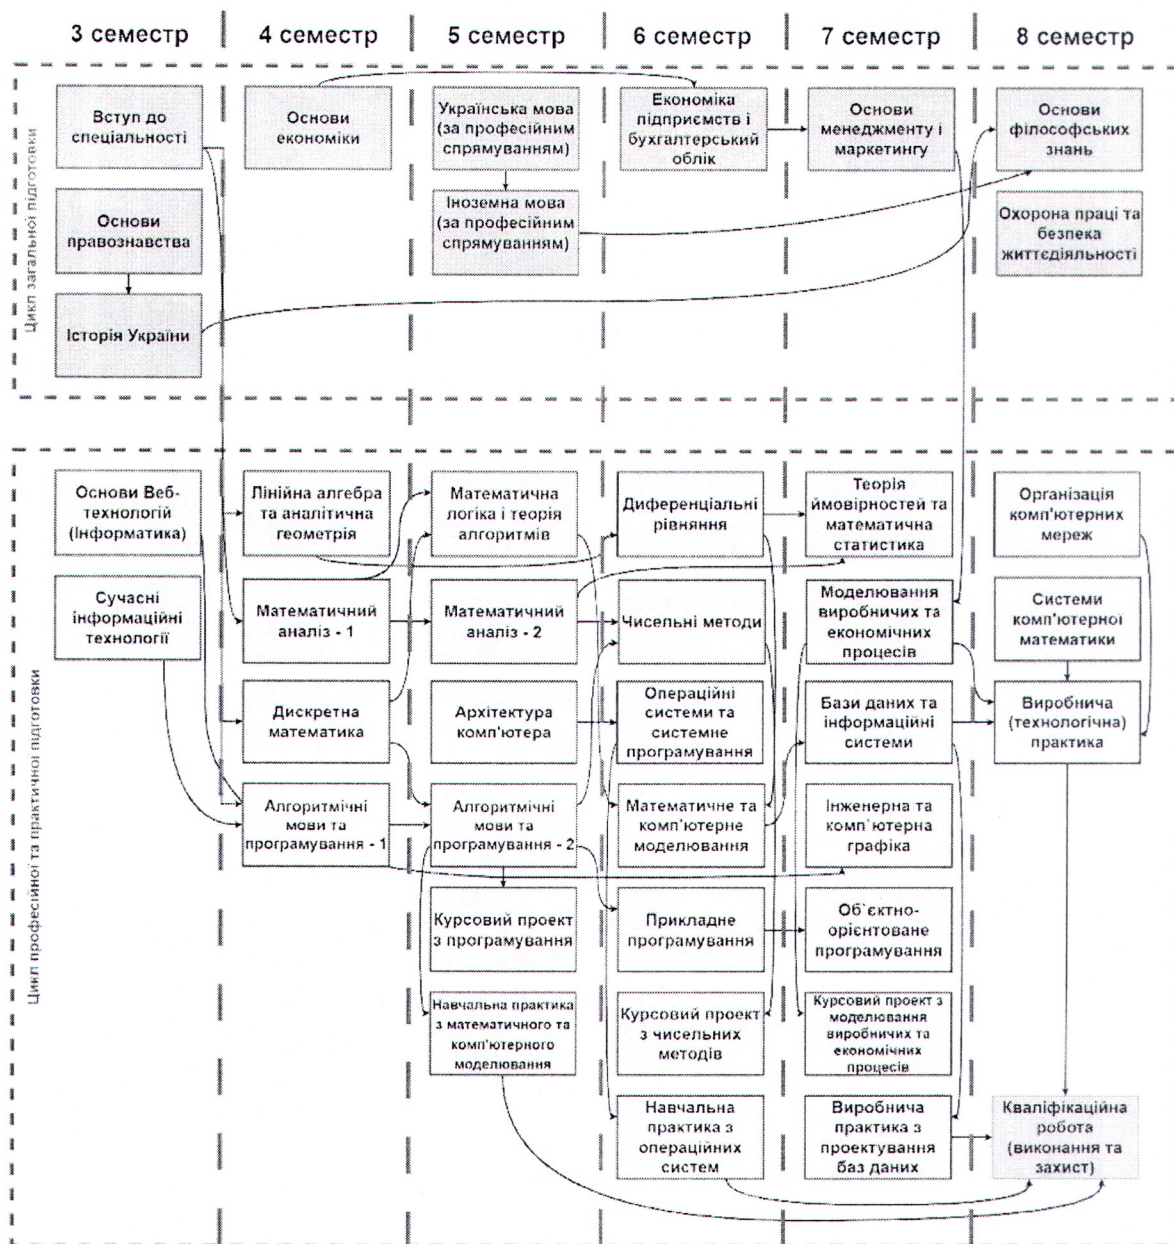 3 семестр
4 семестр
5 семестр
6 семестр
7 семестр
8 семестр
Цикл загальної підготовки
Вступ до
спеціальності
Основи
правознавства
Історія України
Основи
економіки
Українська мова
(за професійним
спрямуванням)
Іноземна мова
(за професійним
спрямуванням)
Економіка
підприємств і
бухгалтерський
облік
Основи
менеджменту і
маркетингу
Основи
філософських
знань
Охорона праці та
безпека
життєдіяльності
Цикл професійної та практичної підготовки
Основи Веб-
технологій
(Інформатика)
Сучасні
інформаційні
технології
Лінійна алгебра
та аналітична
геометрія
Математичний
аналіз - 1
Дискретна
математика
Алгоритмічні
мови та
програмування - 1
Математична
логіка і теорія
алгоритмів
Математичний
аналіз - 2
Архітектура
комп'ютера
Алгоритмічні
мови та
програмування - 2
Курсовий проект
з програмування
Навчальна практика
з математичного та
комп'ютерного
моделювання
Диференціальні
рівняння
Чисельні методи
Операційні
системи та
системне
програмування
Математичне та
комп'ютерне
моделювання
Прикладне
програмування
Курсовий проект
з чисельних
методів
Навчальна
практика з
операційних
систем
Теорія
ймовірностей та
математична
статистика
Моделювання
виробничих та
економічних
процесів
Бази даних та
інформаційні
системи
Інженерна та
комп`ютерна
графіка
Об`єктно-
орієнтоване
програмування
Курсовий проект з
моделювання
виробничих та
економічних
процесів
Виробнича
практика з
проектування
баз даних
Організація
комп'ютерних
мереж
Системи
комп'ютерної
математики
Виробнича
(технологічна)
практика
Кваліфікаційна
робота
(виконання та
захист)